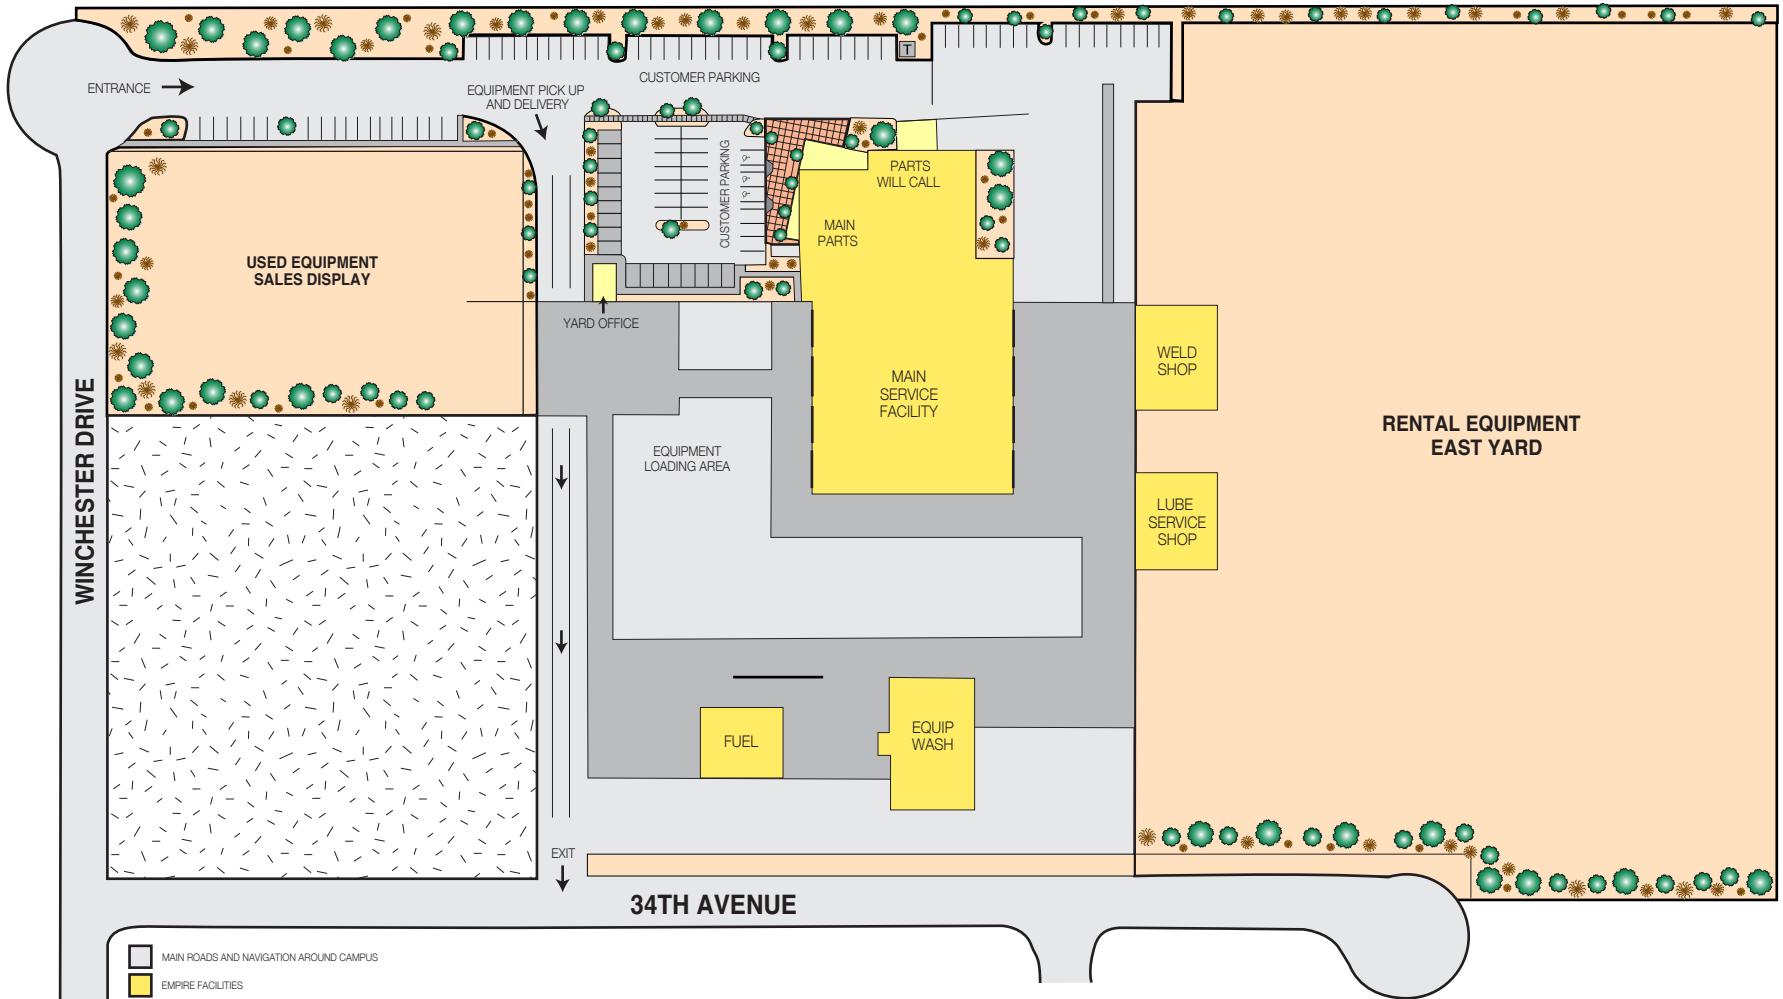 ENTRANCE
EQUIPMENT PICK UP
AND DELIVERY
CUSTOMER PARKING
T
CUSTOMER PARKING
PARTS
WILL CALL
MAIN
PARTS
USED EQUIPMENT
SALES DISPLAY
YARD OFFICE
MAIN
SERVICE
FACILITY
WELD
SHOP
RENTAL EQUIPMENT
EAST YARD
EQUIPMENT
LOADING AREA
LUBE
SERVICE
SHOP
WINCHESTER DRIVE
FUEL
EQUIP
WASH
EXIT
34TH AVENUE
MAIN ROADS AND NAVIGATION AROUND CAMPUS
EMPIRE FACILITIES